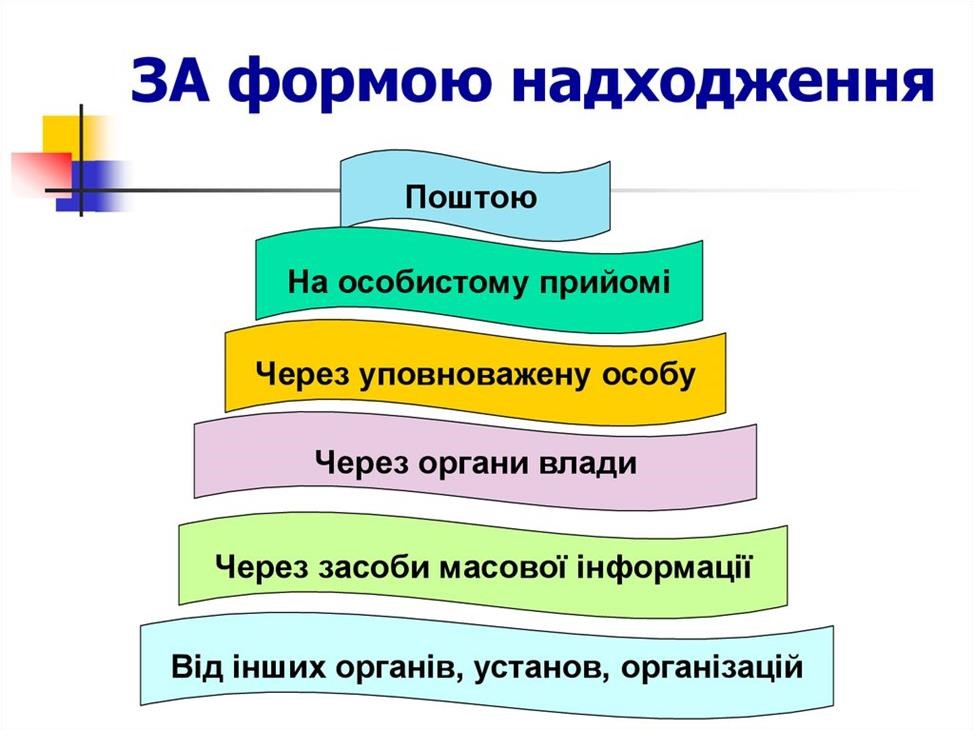 ЗА формою надходження
Поштою
На особистому прийомі
Через уповноважену особу
Через органи влади
Через засоби масової інформації
Від інших органів, установ, організацій